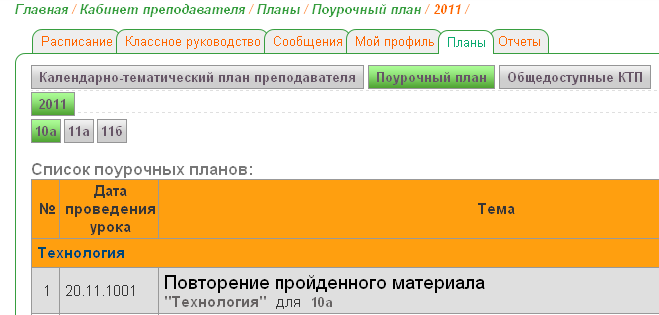 Главная / Кабинет преподавателя / Планы / Поурочный план / 2011 /
Расписание Классное руководство Сообщения Мой профиль Планы Отчеты
Календарно-тематический план преподавателя Поурочный план Общедоступные КТП
2011
10а 11а 11б
Список поурочных планов:
№ Дата проведения урока Тема
Технология
1 20.11.1001 Повторение пройденного материала
"Технология" для 10а